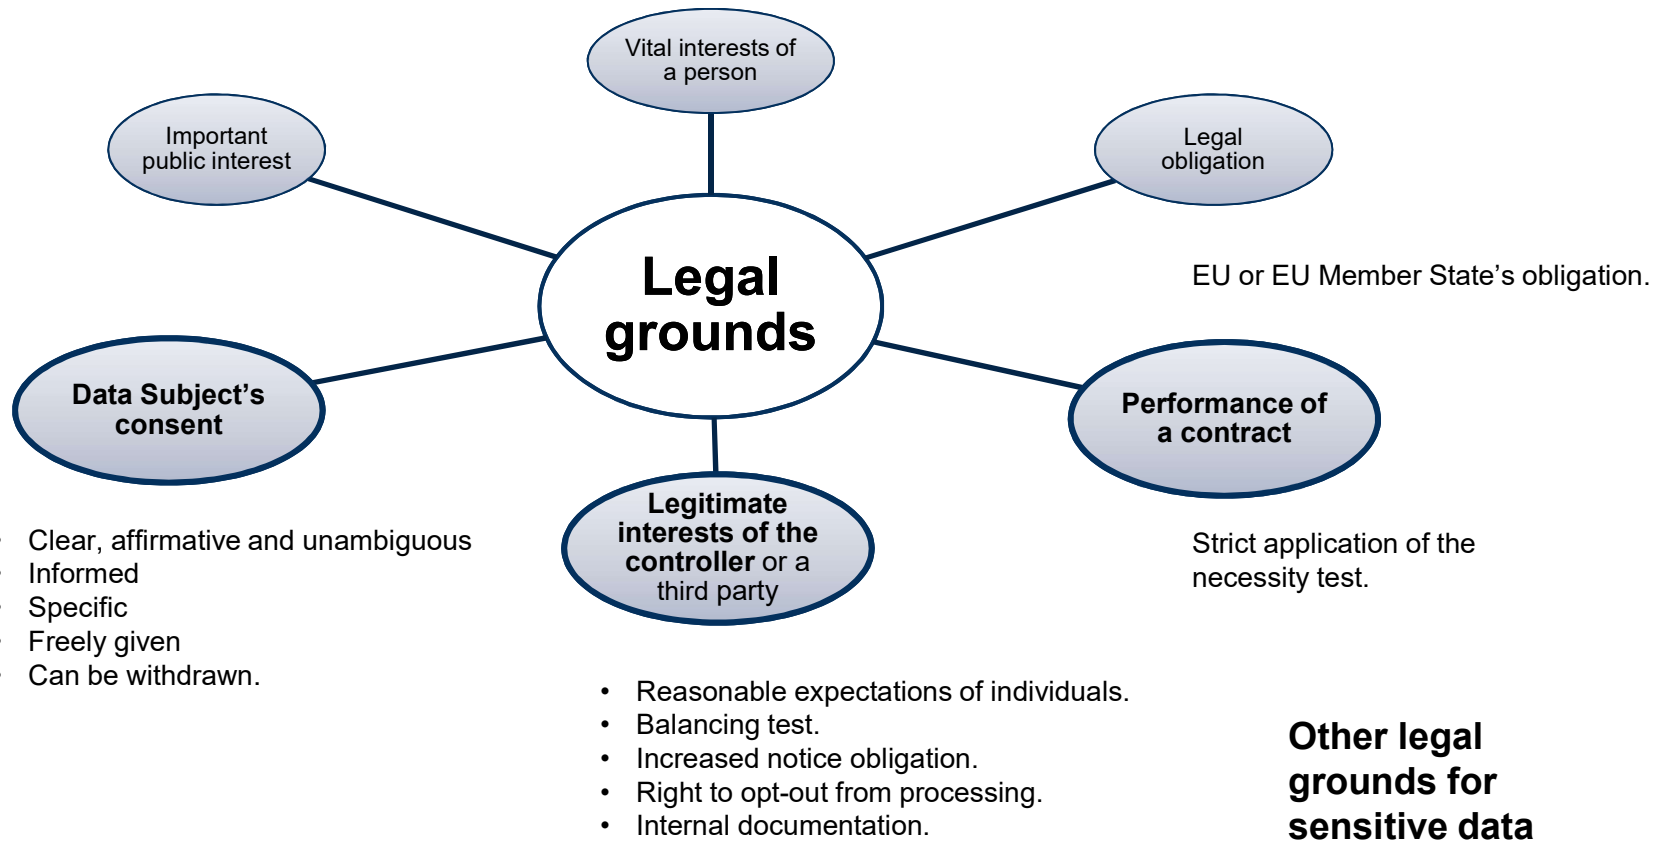 Vital interests of
a person
Important
public interest
Legal
obligation
Legal
grounds
EU or EU Member State’s obligation.
Data Subject’s
consent
Performance of
a contract
Legitimate
interests of the
controller or a
third party
• Clear, affirmative and unambiguous
• Informed
• Specific
• Freely given
• Can be withdrawn.
Strict application of the
necessity test.
• Reasonable expectations of individuals.
• Balancing test.
• Increased notice obligation.
• Right to opt-out from processing.
• Internal documentation.
Other legal
grounds for
sensitive data